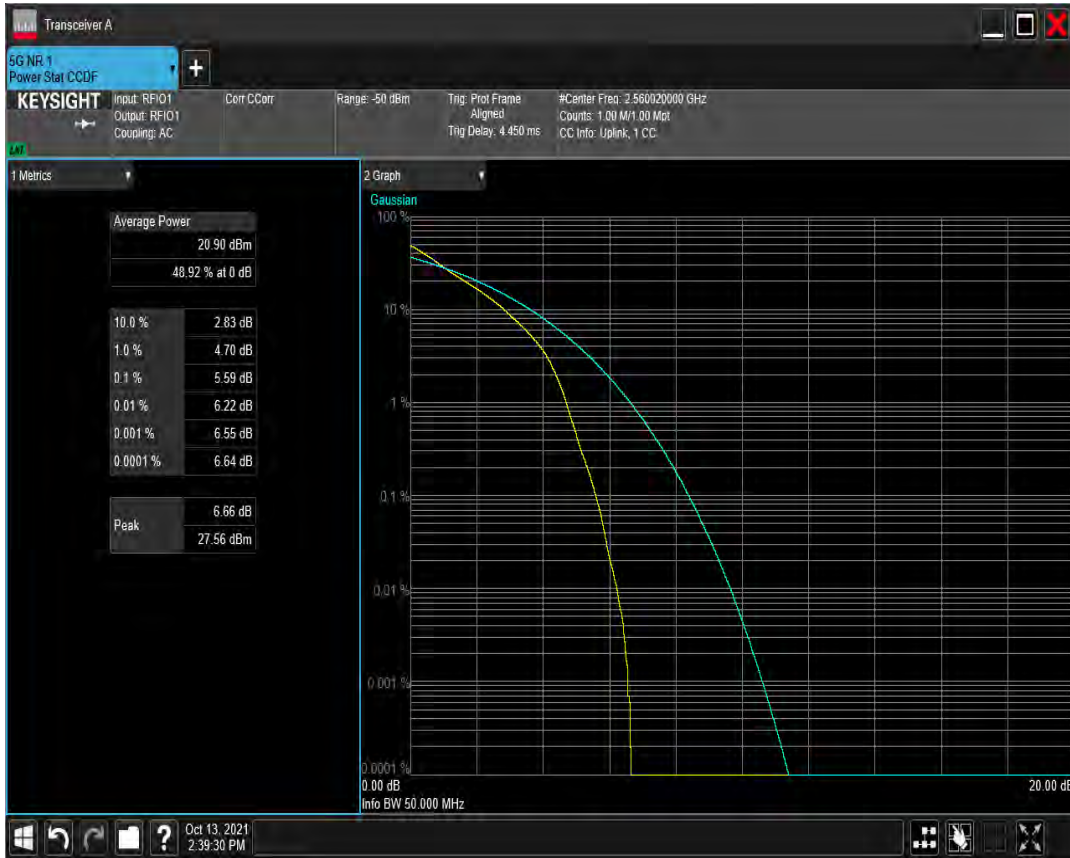 Transceiver A
5G NR 1
Power Stat CCDF
+
KEYSIGHT
Input: RFIO1
Output: RFIO1
Coupling: AC
Corr CCorr
Range: -50 dBm
Trig: Prot Frame
Aligned
Trig Delay: 4.450 ms
#Center Freq: 2.560020000 GHz
Counts: 1.00 M/1.00 Mpt
CC Info: Uplink, 1 CC
1 Metrics
Average Power
20.90 dBm
48.92 % at 0 dB
10.0 % 2.83 dB
1.0 % 4.70 dB
0.1 % 5.59 dB
0.01 % 6.22 dB
0.001 % 6.55 dB
0.0001 % 6.64 dB
Peak
6.66 dB
27.56 dBm
2 Graph
Gaussian
100 %
10 %
1 %
0.1 %
0.01 %
0.001 %
0.0001 %
0.00 dB
20.00 dB
Info BW 50.000 MHz
?
Oct 13, 2021
2:39:30 PM